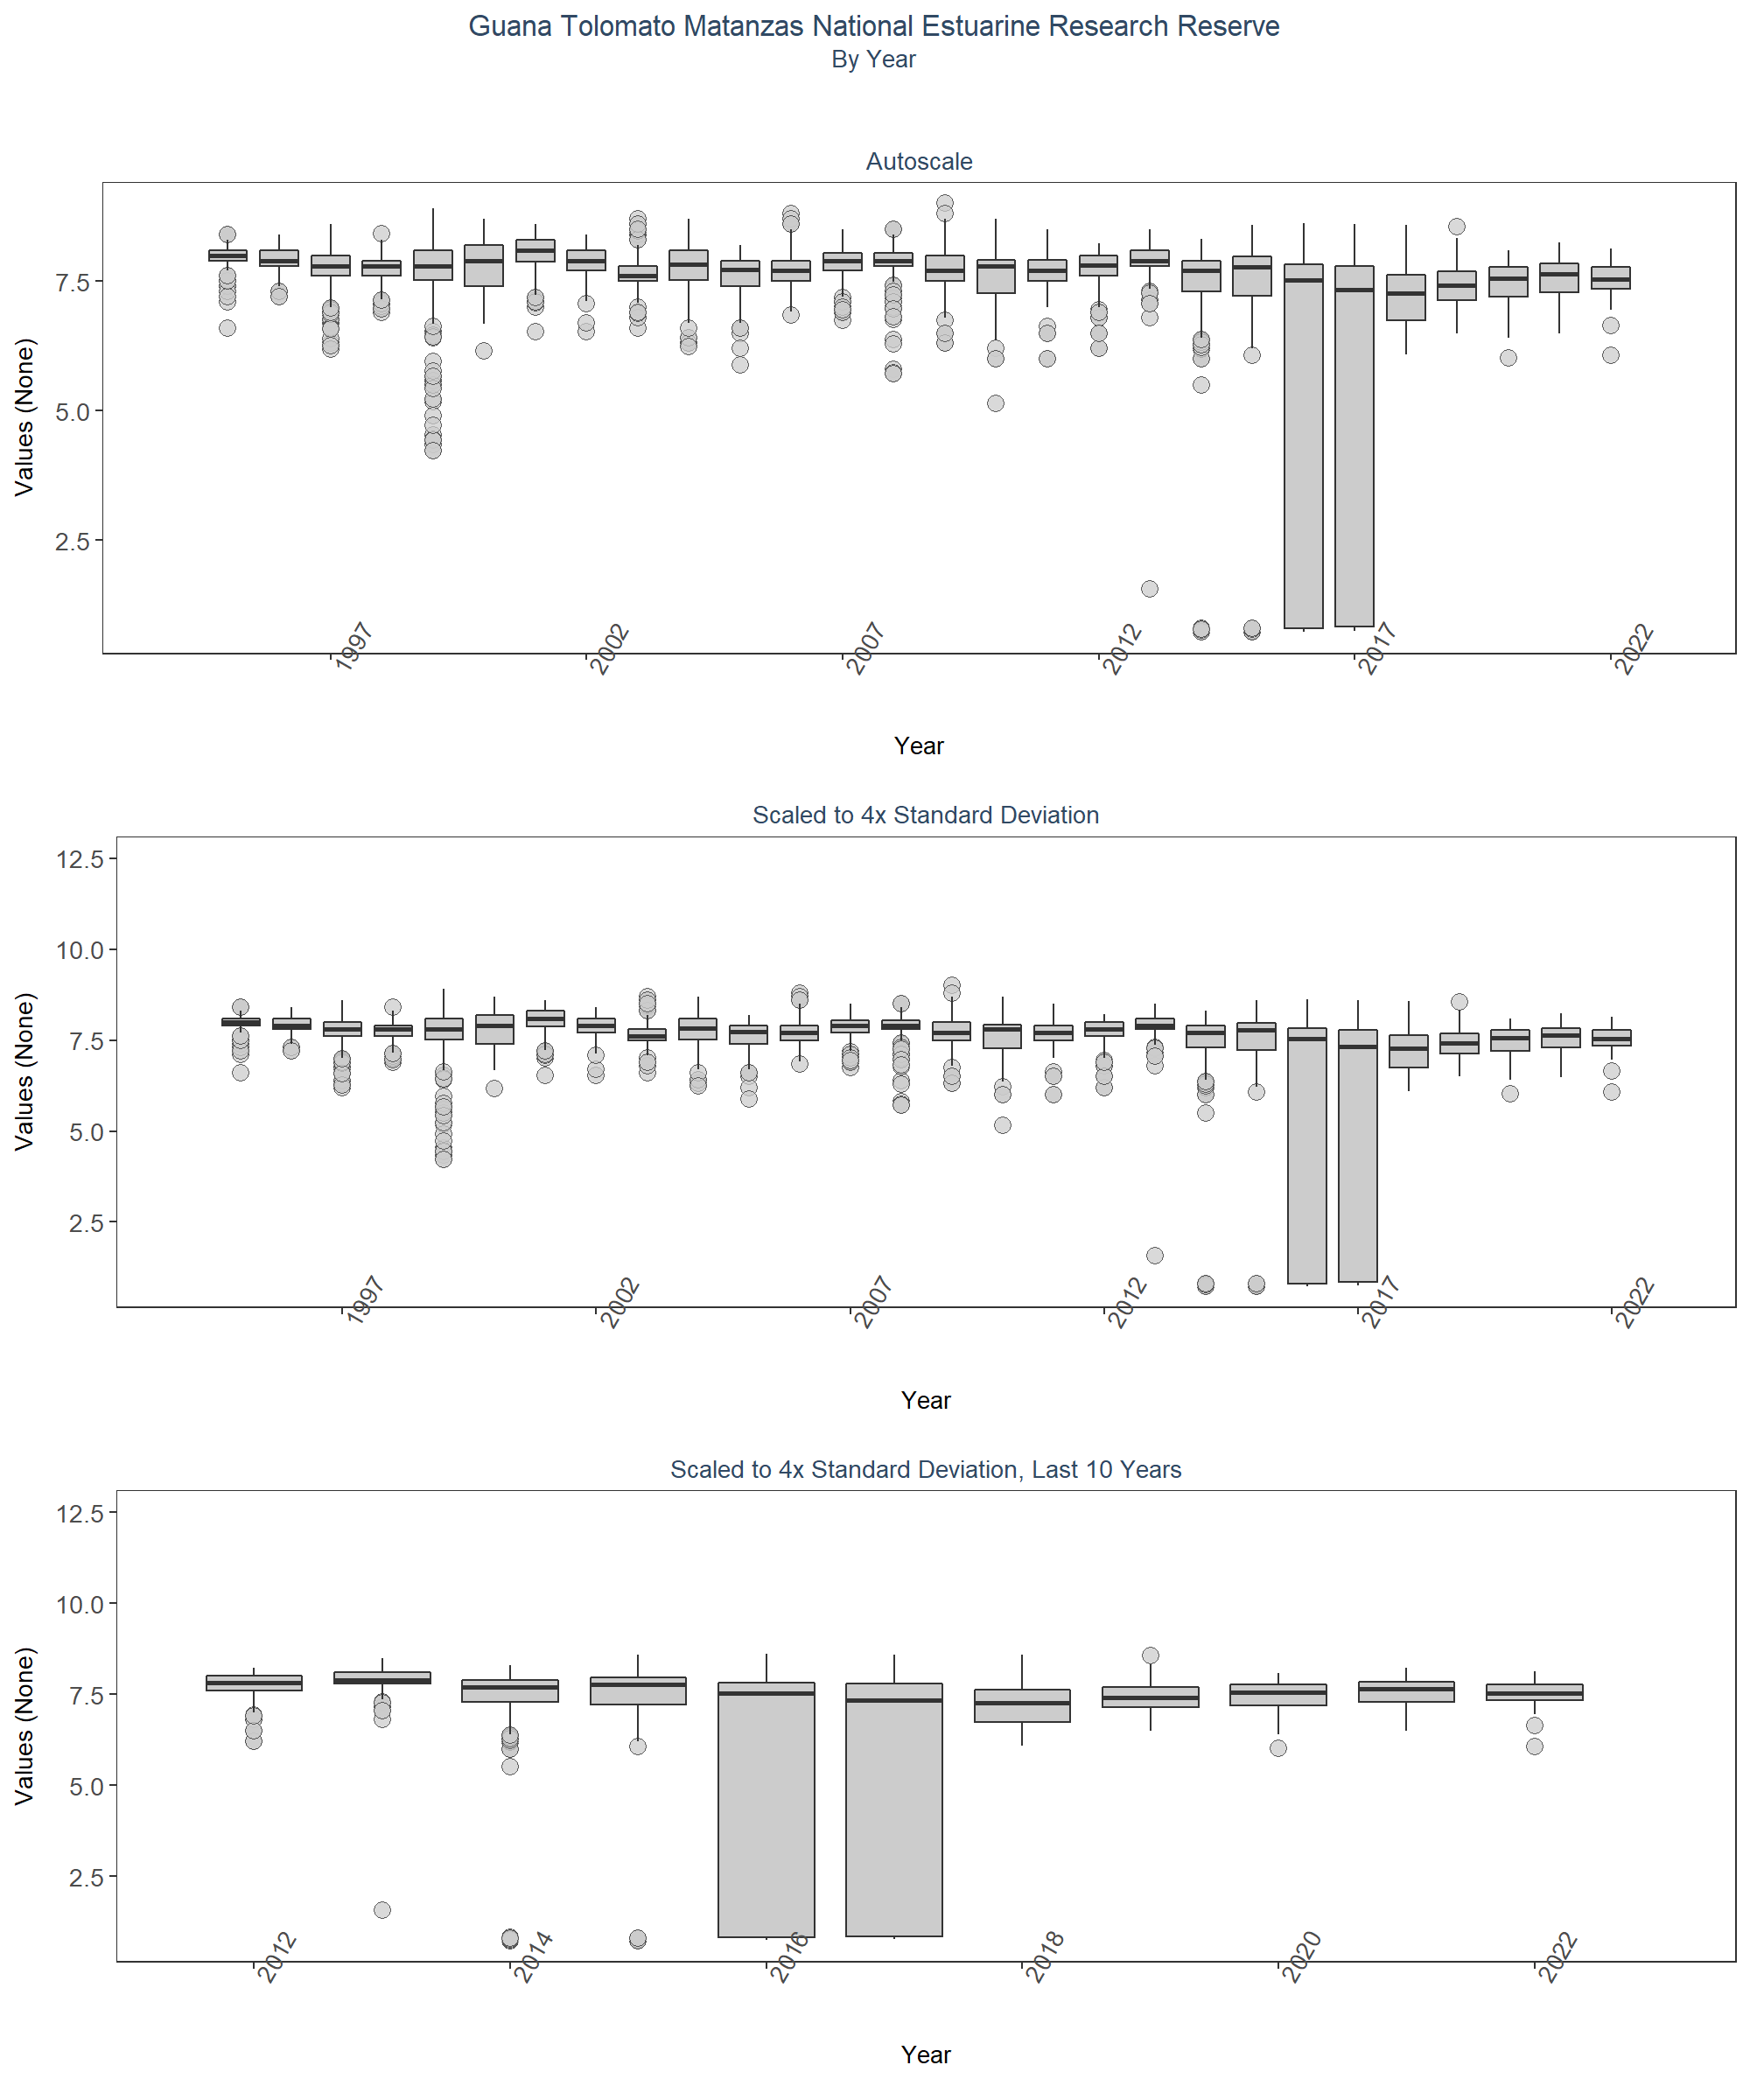 Guana Tolomato Matanzas National Estuarine Research Reserve
By Year
Autoscale
Values (None)
7.5
5.0
2.5
1997
2002
2007
2012
2017
2022
Year
Scaled to 4x Standard Deviation
Values (None)
12.5
10.0
7.5
5.0
2.5
1997
2002
2007
2012
2017
2022
Year
Scaled to 4x Standard Deviation, Last 10 Years
Values (None)
12.5
10.0
7.5
5.0
2.5
2012
2014
2016
2018
2020
2022
Year